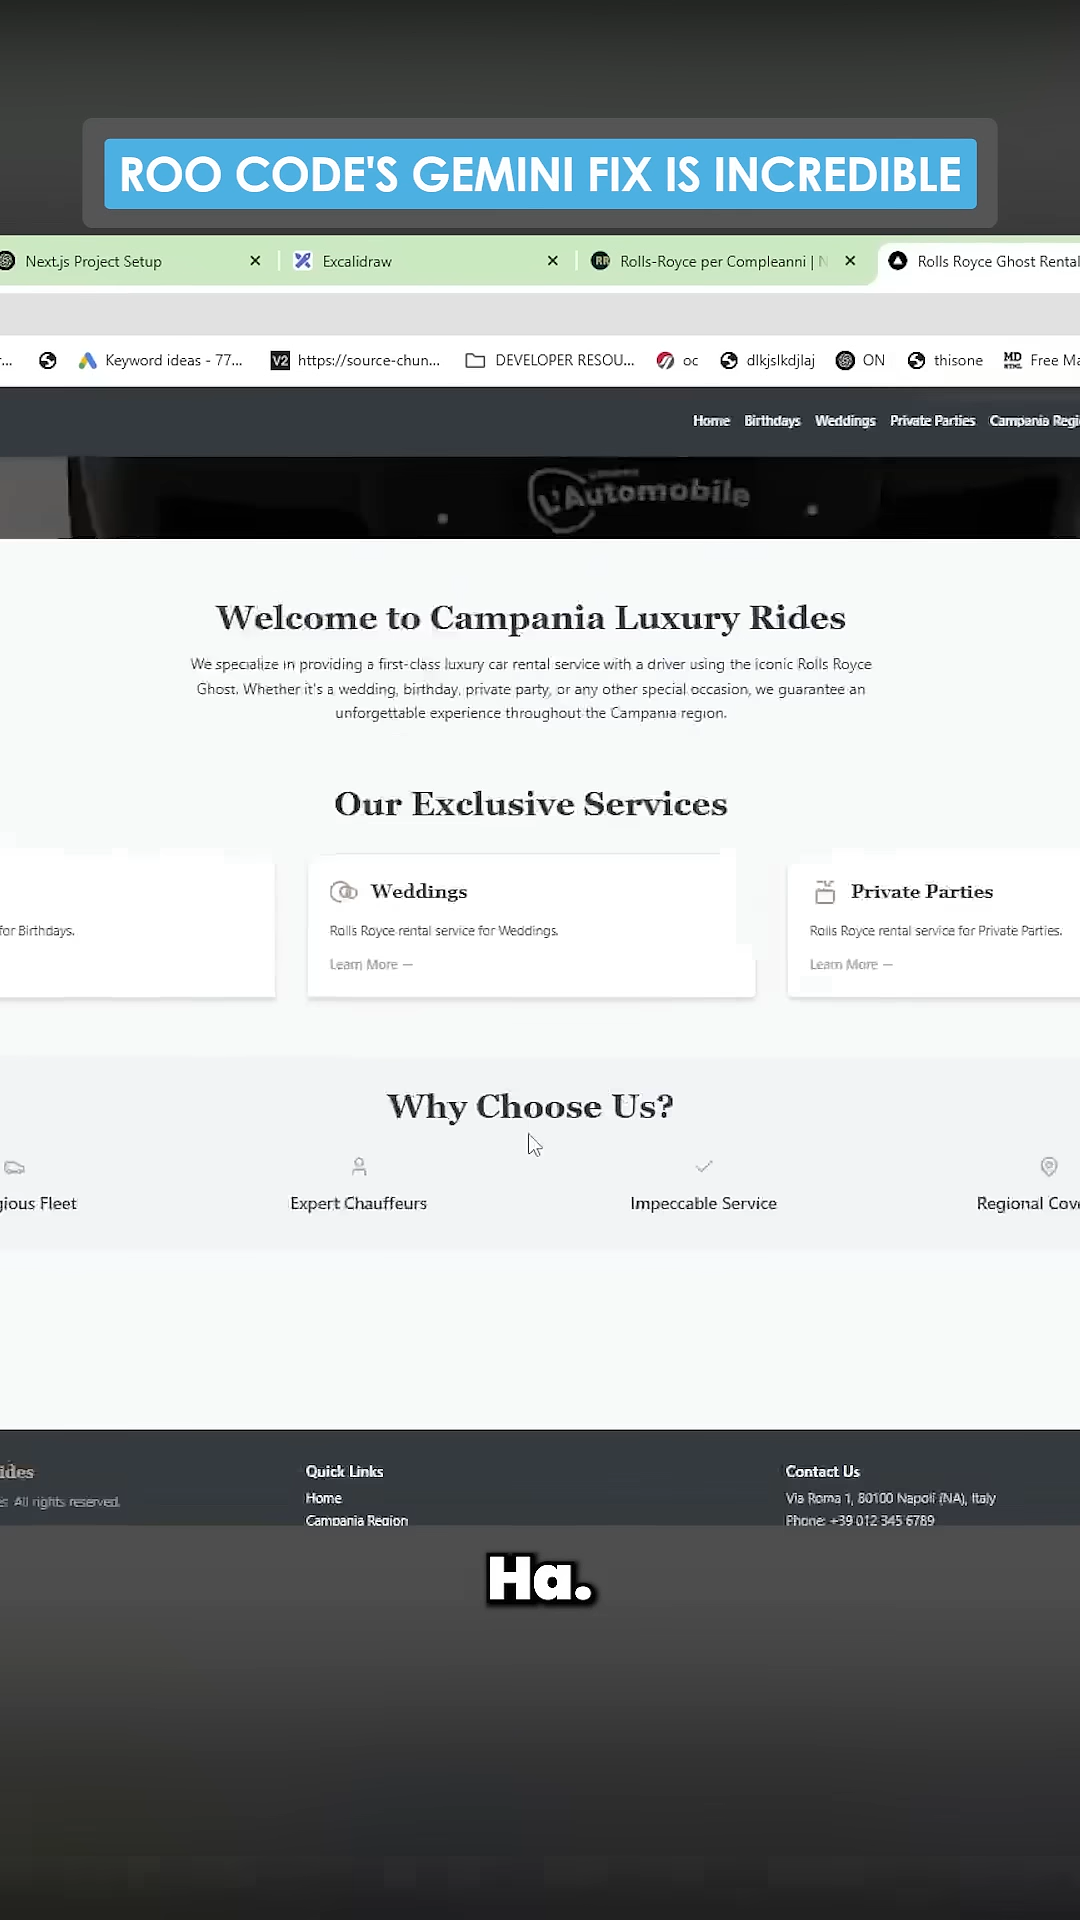 ROO CODE'S GEMINI FIX IS INCREDIBLE
Next.js Project Setup
Excalidraw
Rolls-Royce per Compleanni | N
Rolls Royce Ghost Rental
Keyword ideas - 77...
V2 https://source-chun...
DEVELOPER RESOU...
oc
dlkjslkdjlaj
ON
thisone
MD Free Ma
Home Birthdays Weddings Private Parties Campania Regi
L'Automobile
Welcome to Campania Luxury Rides
We specialize in providing a first-class luxury car rental service with a driver using the iconic Rolls Royce
Ghost. Whether it's a wedding, birthday, private party, or any other special occasion, we guarantee an
unforgettable experience throughout the Campania region.
Our Exclusive Services
for Birthdays.
Weddings
Rolls Royce rental service for Weddings.
Learn More —
Private Parties
Rolls Royce rental service for Private Parties.
Learn More —
Why Choose Us?
gious Fleet
Expert Chauffeurs
Impeccable Service
Regional Cove
ides
All rights reserved.
Quick Links
Home
Campania Region
Contact Us
Via Roma 1, 80100 Napoli (NA), Italy
Phone: +39 012 345 6789
Ha.